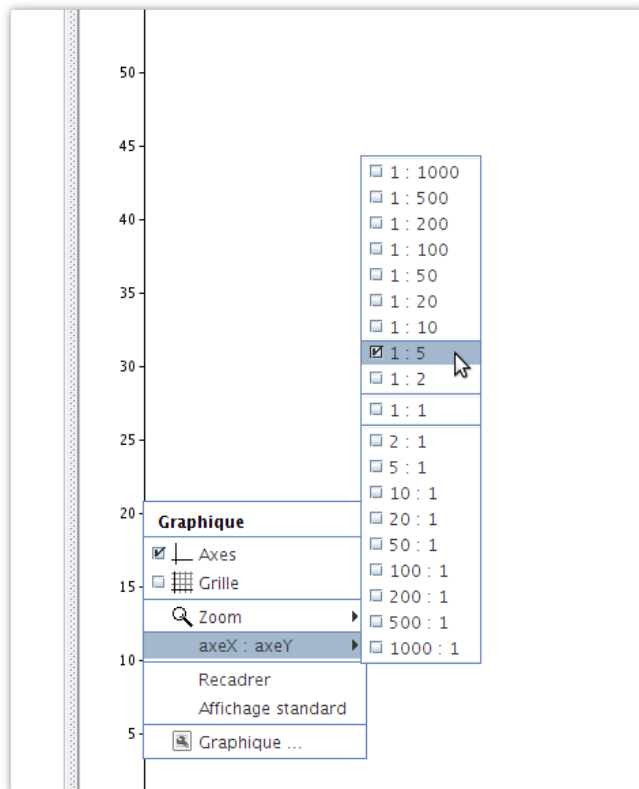 50
45
40
35
30
25
20
15
10
5
Graphique
Axes
Grille
Zoom
axeX : axeY
Recadrer
Affichage standard
Graphique ...
1 : 1000
1 : 500
1 : 200
1 : 100
1 : 50
1 : 20
1 : 10
1 : 5
1 : 2
1 : 1
2 : 1
5 : 1
10 : 1
20 : 1
50 : 1
100 : 1
200 : 1
500 : 1
1000 : 1